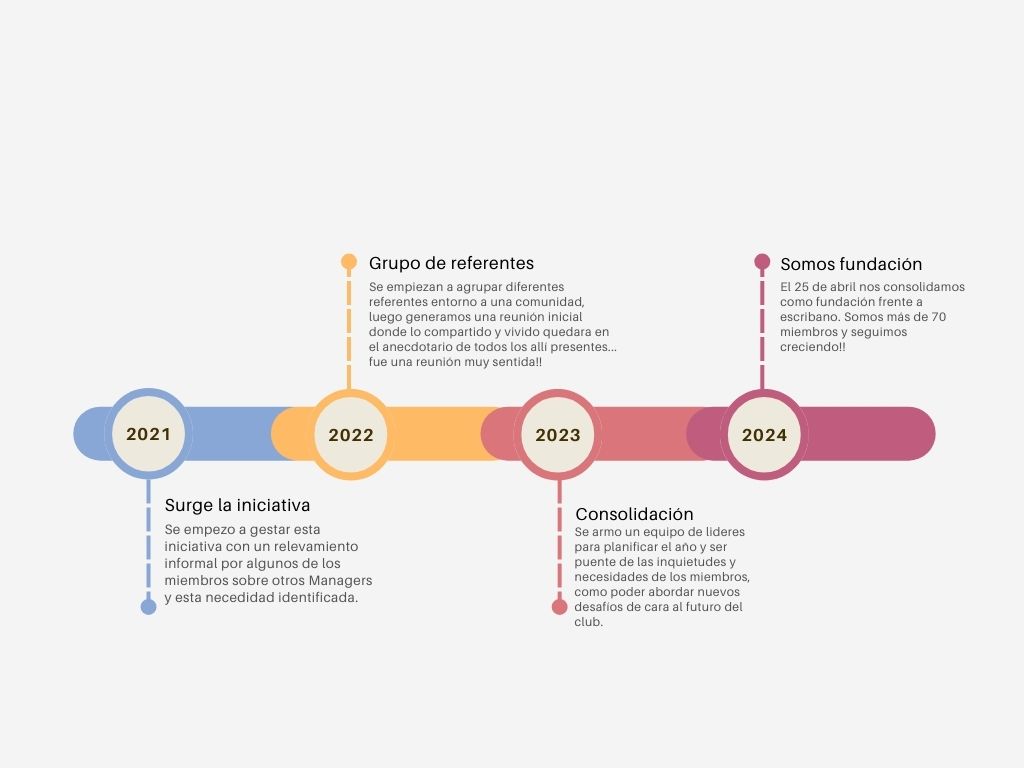 Grupo de referentes
Se empiezan a agrupar diferentes
referentes entorno a una comunidad,
luego generamos una reunión inicial
donde lo compartido y vivido quedara en
el anecdotario de todos los allí presentes...
fue una reunión muy sentida!!
Somos fundación
El 25 de abril nos consolidamos
como fundación frente a
escribano. Somos más de 70
miembros y seguimos
creciendo!!
2021
2022
2023
2024
Surge la iniciativa
Se empezo a gestar esta
iniciativa con un relevamiento
informal por algunos de los
miembros sobre otros Managers
y esta necedidad identificada.
Consolidación
Se armo un equipo de lideres
para planificar el año y ser
puente de las inquietudes y
necesidades de los miembros,
como poder abordar nuevos
desafíos de cara al futuro del
club.